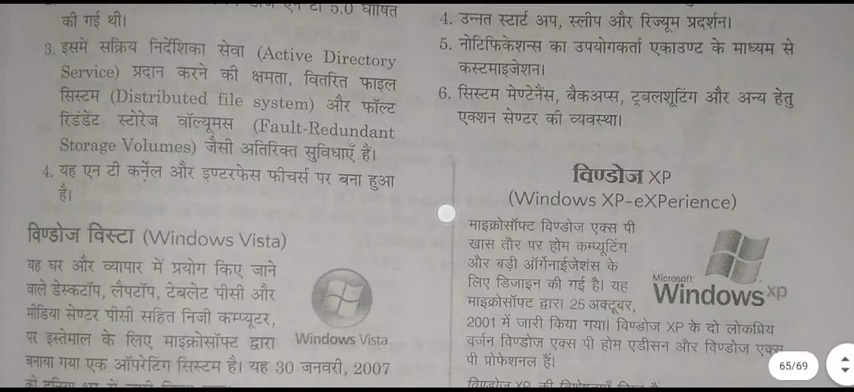 एन टी 5.0 घोषित
की गई थी।
3. इसमें सक्रिय निर्देशिका सेवा (Active Directory
Service) प्रदान करने की क्षमता, वितरित फाइल
सिस्टम (Distributed file system) और फॉल्ट
रिडंडेंट स्टोरेज वॉल्यूमस (Fault-Redundant
Storage Volumes) जैसी अतिरिक्त सुविधाएँ हैं।
4. यह एन टी कर्नेल और इण्टरफेस फीचर्स पर बना हुआ
है।
विण्डोज विस्टा (Windows Vista)
यह घर और व्यापार में प्रयोग किए जाने
वाले डेस्कटॉप, लैपटॉप, टेबलेट पीसी और
मीडिया सेण्टर पीसी सहित निजी कम्प्यूटर,
पर इस्तेमाल के लिए माइक्रोसॉफ्ट द्वारा
Windows Vista
बनाया गया एक ऑपरेटिंग सिस्टम है। यह 30 जनवरी, 2007
4. उन्नत स्टार्ट अप, स्लीप और रिज्यूम प्रदर्शन।
5. नोटिफिकेशन्स का उपयोगकर्ता एकाउण्ट के माध्यम से
कस्टमाइजेशन।
6. सिस्टम मेण्टेनैंस, बैकअप्स, ट्रबलशूटिंग और अन्य हेतु
एक्शन सेण्टर की व्यवस्था।
विण्डोज XP
(Windows XP-eXPerience)
माइक्रोसॉफ्ट विण्डोज एक्स पी
खास तौर पर होम कम्प्यूटिंग
और बड़ी ऑर्गेनाईजेशंस के
लिए डिजाइन की गई है। यह
माइक्रोसॉफ्ट द्वारा 25 अक्टूबर,
Microsoft
Windows xp
2001 में जारी किया गया। विण्डोज XP के दो लोकप्रिय
वर्जन विण्डोज एक्स पी होम एडीसन और विण्डोज एक्स
पी प्रोफेशनल हैं।
विण्डोज XP की
65/69